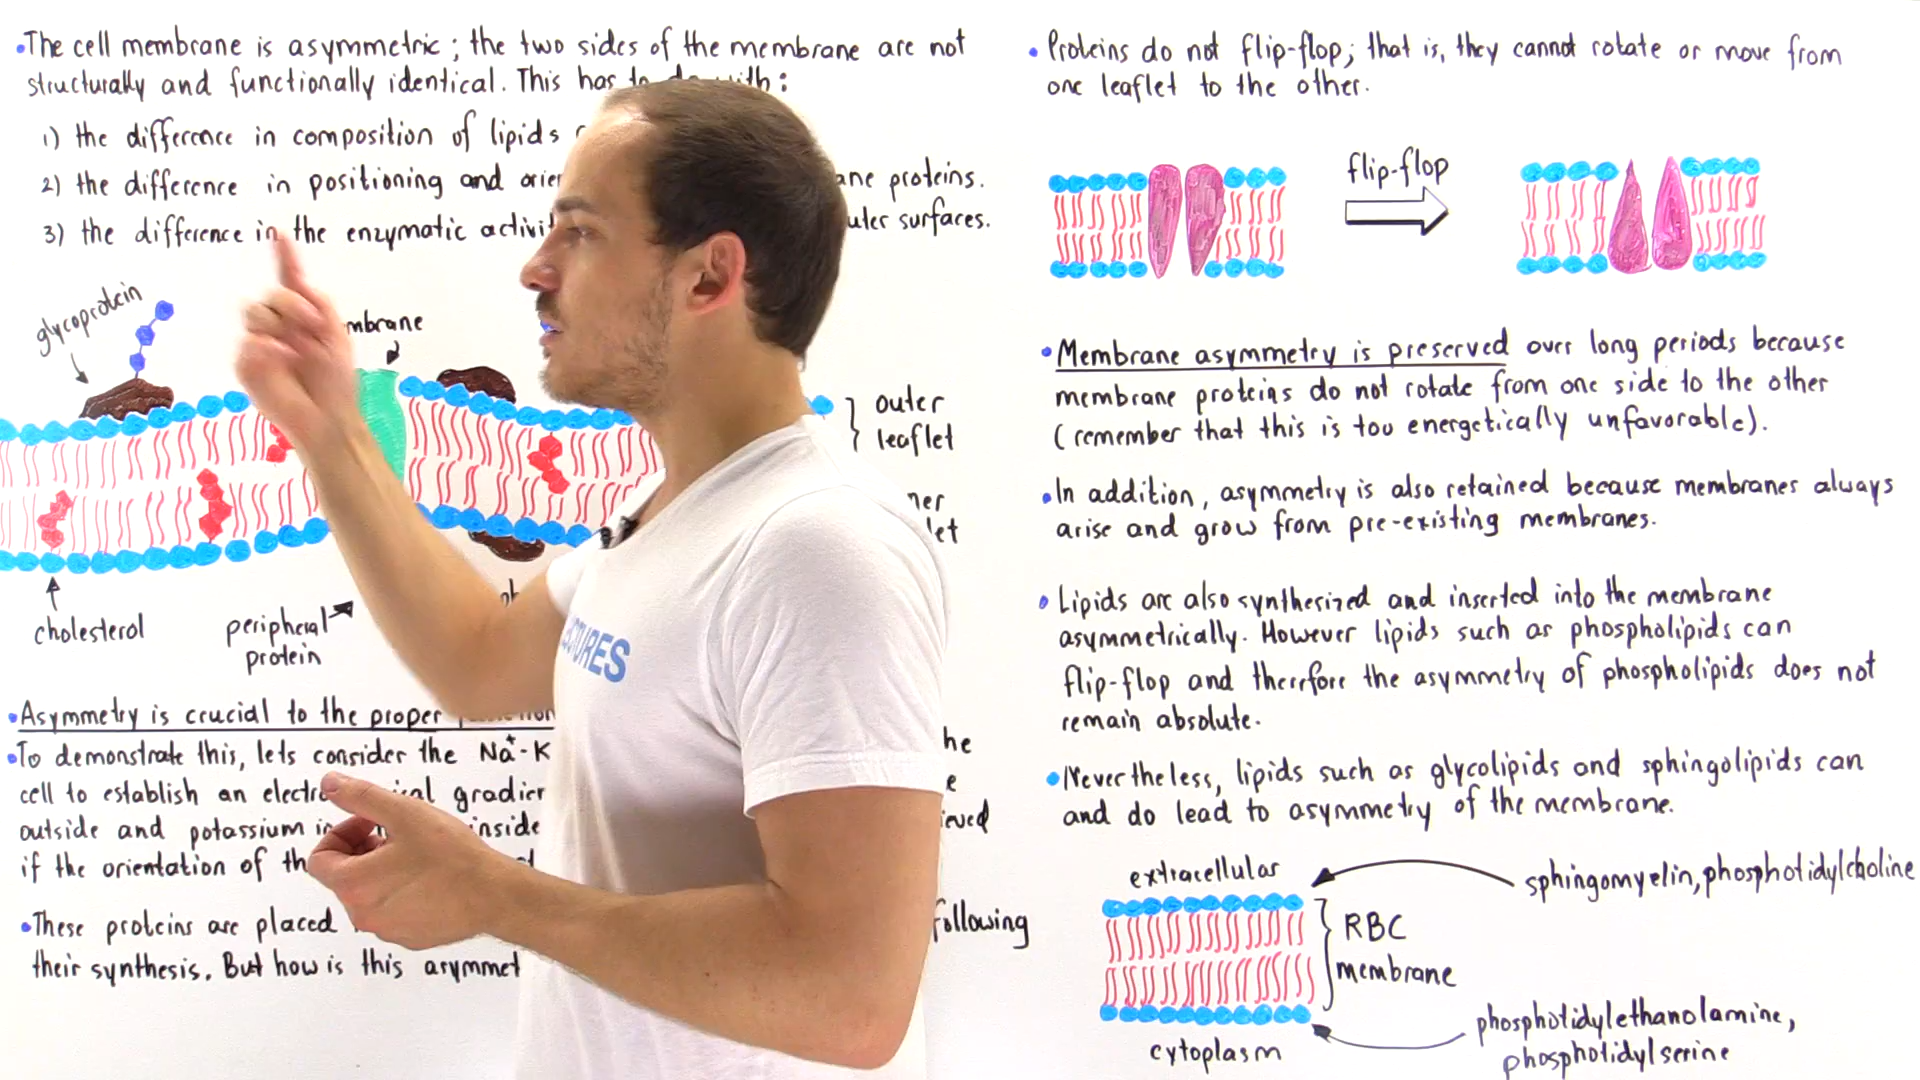 •The cell membrane is asymmetric; the two sides of the membrane are not
structurally and functionally identical. This has to do with:
1) the difference in composition of lipids
2) the difference in positioning and ane proteins.
3) the difference in the enzymatic surfaces.
glycoprotein
outer
leaflet
cholesterol
peripheral
protein
•Asymmetry is crucial to the proper
•To demonstrate this, lets consider the Na+-K
cell to establish an
outside and potassium inside
if the orientation of
•These proteins are placed following
their synthesis. But how is this
•Proteins do not flip-flop; that is, they cannot rotate or move from
one leaflet to the other.
flip-flop
•Membrane asymmetry is preserved over long periods because
membrane proteins do not rotate from one side to the other
(remember that this is too energetically unfavorable).
•In addition, asymmetry is also retained because membranes always
arise and grow from pre-existing membranes.
•Lipids are also synthesized and inserted into the membrane
asymmetrically. However lipids such as phospholipids can
flip-flop and therefore the asymmetry of phospholipids does not
remain absolute.
•Nevertheless, lipids such as glycolipids and sphingolipids can
and do lead to asymmetry of the membrane.
extracellular
sphingomyelin, phosphotidylcholine
RBC
membrane
phosphotidylethanolamine,
phosphotidylserine
cytoplasm